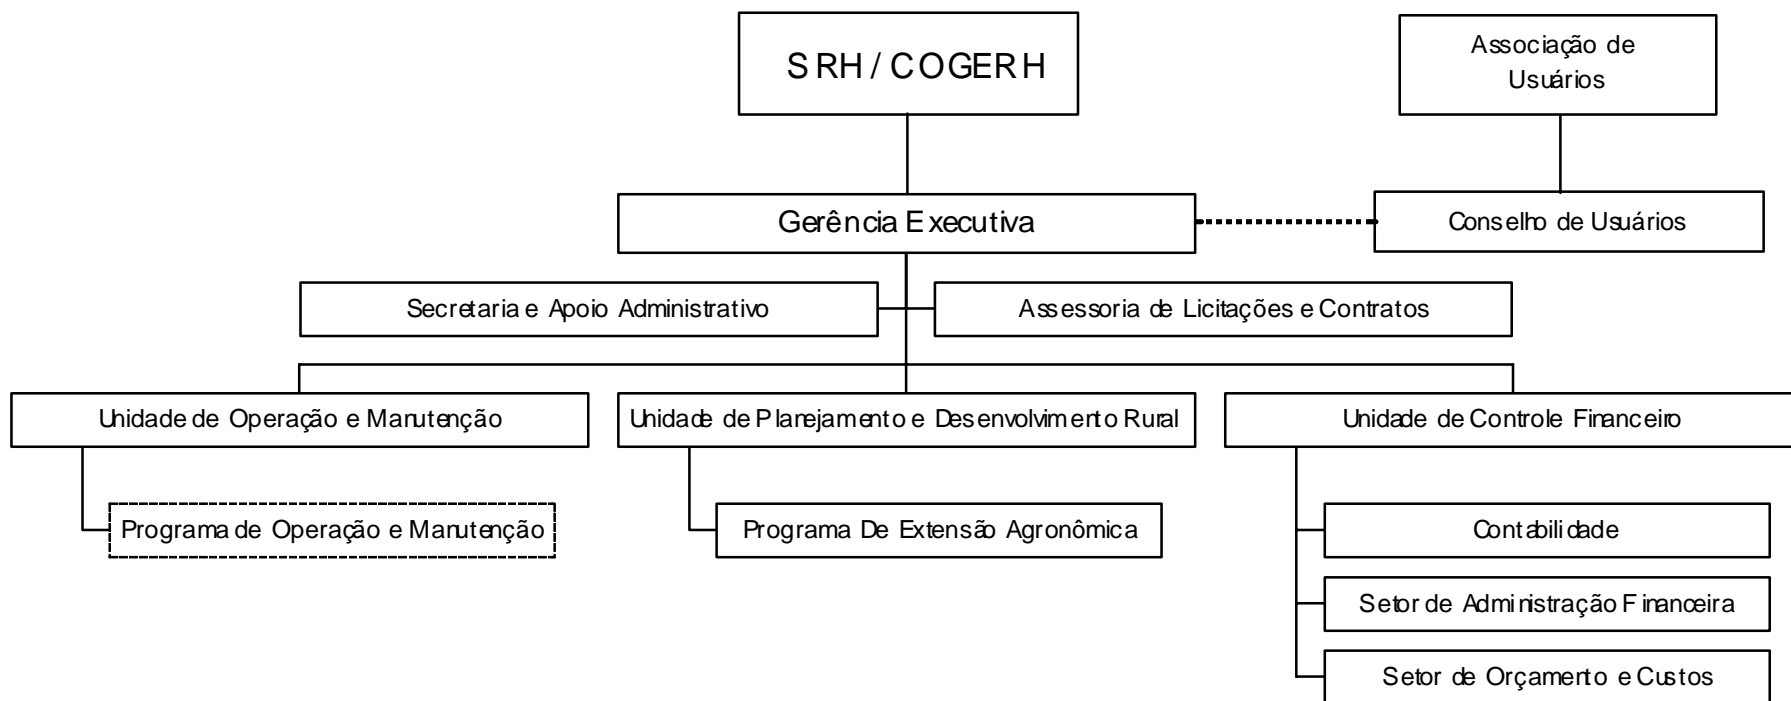 SRH / COGERH
Associação de
Usuários
Gerência Executiva
Conselho de Usuários
Secretaria e Apoio Administrativo
Assessoria de Licitações e Contratos
Unidade de Operação e Manutenção
Unidade de Planejamento e Desenvolvimento Rural
Unidade de Controle Financeiro
Programa de Operação e Manutenção
Programa De Extensão Agronômica
Contabilidade
Setor de Administração Financeira
Setor de Orçamento e Custos